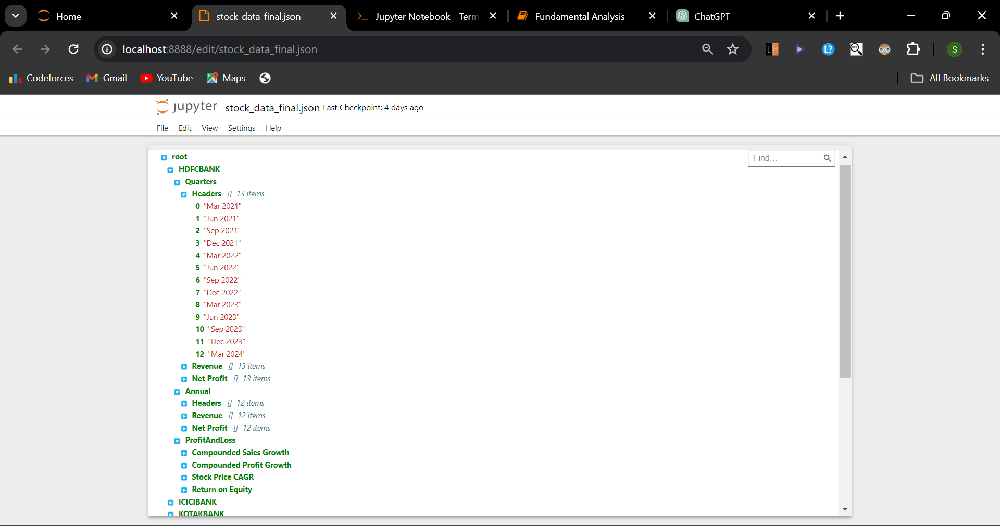 Home
stock_data_final.json
Jupyter Notebook - Term
Fundamental Analysis
ChatGPT
localhost:8888/edit/stock_data_final.json
LH
L?
OCR
S
Codeforces
Gmail
YouTube
Maps
All Bookmarks
jupyter stock_data_final.json Last Checkpoint: 4 days ago
File Edit View Settings Help
Find...
root
HDFCBANK
Quarters
Headers [] 13 items
0 "Mar 2021"
1 "Jun 2021"
2 "Sep 2021"
3 "Dec 2021"
4 "Mar 2022"
5 "Jun 2022"
6 "Sep 2022"
7 "Dec 2022"
8 "Mar 2023"
9 "Jun 2023"
10 "Sep 2023"
11 "Dec 2023"
12 "Mar 2024"
Revenue [] 13 items
Net Profit [] 13 items
Annual
Headers [] 12 items
Revenue [] 12 items
Net Profit [] 12 items
ProfitAndLoss
Compounded Sales Growth
Compounded Profit Growth
Stock Price CAGR
Return on Equity
ICICIBANK
KOTAKBANK